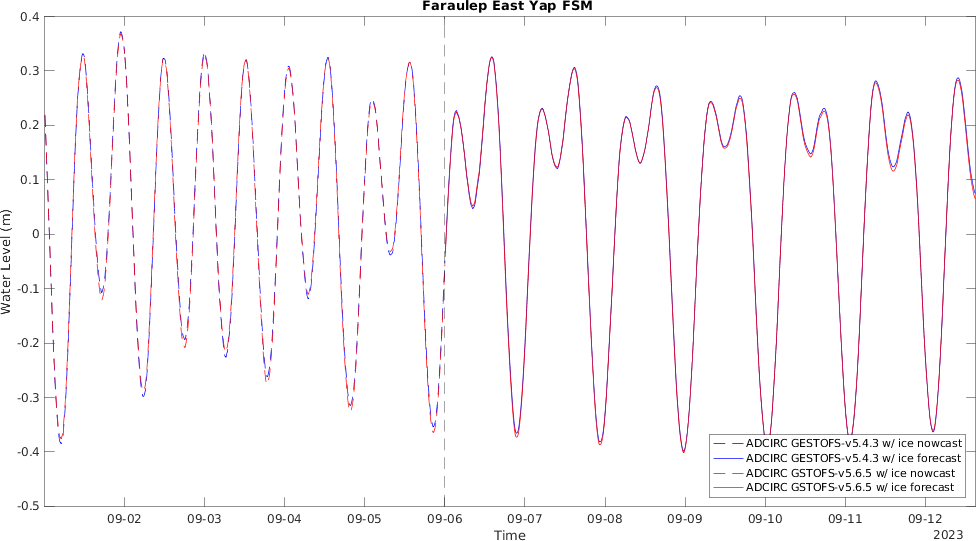 Faraulep East Yap FSM
0.4
0.3
0.2
0.1
0
-0.1
-0.2
-0.3
-0.4
-0.5
Water Level (m)
ADCIRC GESTOFS-v5.4.3 w/ ice nowcast
ADCIRC GESTOFS-v5.4.3 w/ ice forecast
ADCIRC GSTOFS-v5.6.5 w/ ice nowcast
ADCIRC GSTOFS-v5.6.5 w/ ice forecast
09-02 09-03 09-04 09-05 09-06 09-07 09-08 09-09 09-10 09-11 09-12
Time
2023